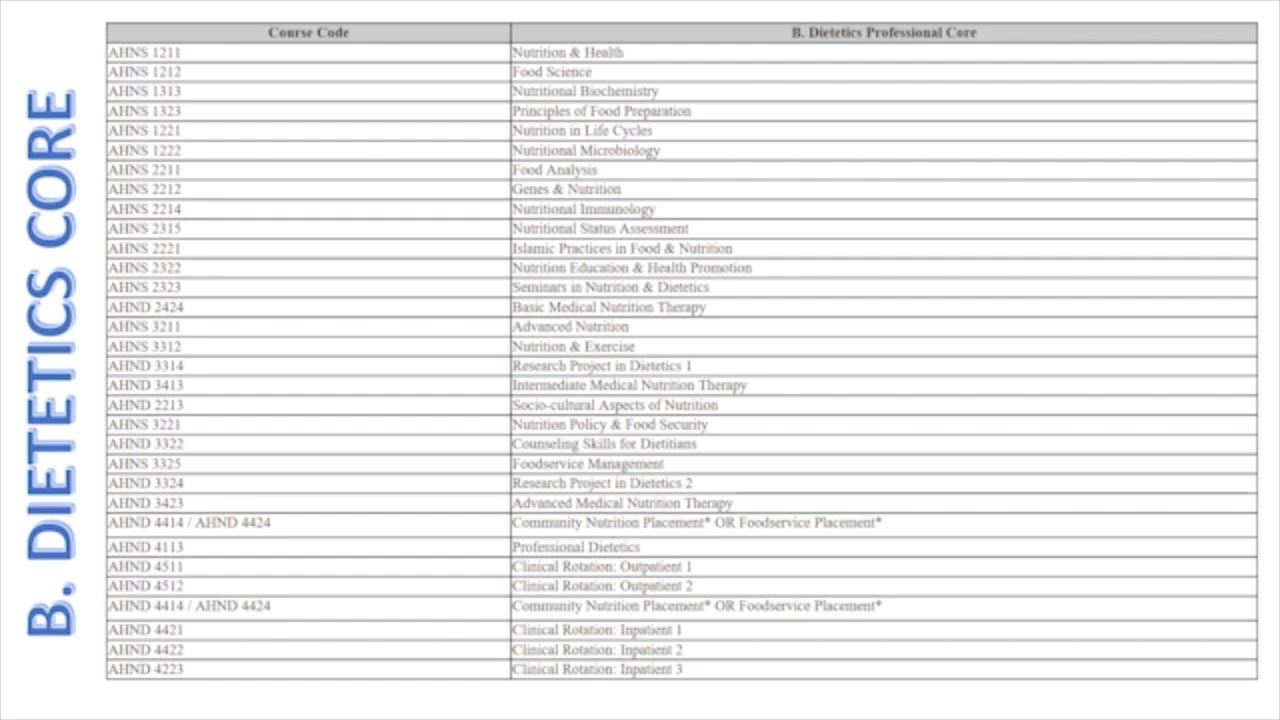 B. DIETETICS CORE
Course Code B. Dietetics Professional Core
AHNS 1211 Nutrition & Health
AHNS 1212 Food Science
AHNS 1313 Nutritional Biochemistry
AHNS 1323 Principles of Food Preparation
AHNS 1221 Nutrition in Life Cycles
AHNS 1222 Nutritional Microbiology
AHNS 2211 Food Analysis
AHNS 2212 Genes & Nutrition
AHNS 2214 Nutritional Immunology
AHNS 2315 Nutritional Status Assessment
AHNS 2221 Islamic Practices in Food & Nutrition
AHNS 2322 Nutrition Education & Health Promotion
AHNS 2323 Seminars in Nutrition & Dietetics
AHND 2424 Basic Medical Nutrition Therapy
AHNS 3211 Advanced Nutrition
AHNS 3312 Nutrition & Exercise
AHND 3314 Research Project in Dietetics 1
AHND 3413 Intermediate Medical Nutrition Therapy
AHND 2213 Socio-cultural Aspects of Nutrition
AHNS 3221 Nutrition Policy & Food Security
AHND 3322 Counseling Skills for Dietitians
AHNS 3325 Foodservice Management
AHND 3324 Research Project in Dietetics 2
AHND 3423 Advanced Medical Nutrition Therapy
AHND 4414 / AHND 4424 Community Nutrition Placement* OR Foodservice Placement*
AHND 4113 Professional Dietetics
AHND 4511 Clinical Rotation: Outpatient 1
AHND 4512 Clinical Rotation: Outpatient 2
AHND 4414 / AHND 4424 Community Nutrition Placement* OR Foodservice Placement*
AHND 4421 Clinical Rotation: Inpatient 1
AHND 4422 Clinical Rotation: Inpatient 2
AHND 4223 Clinical Rotation: Inpatient 3